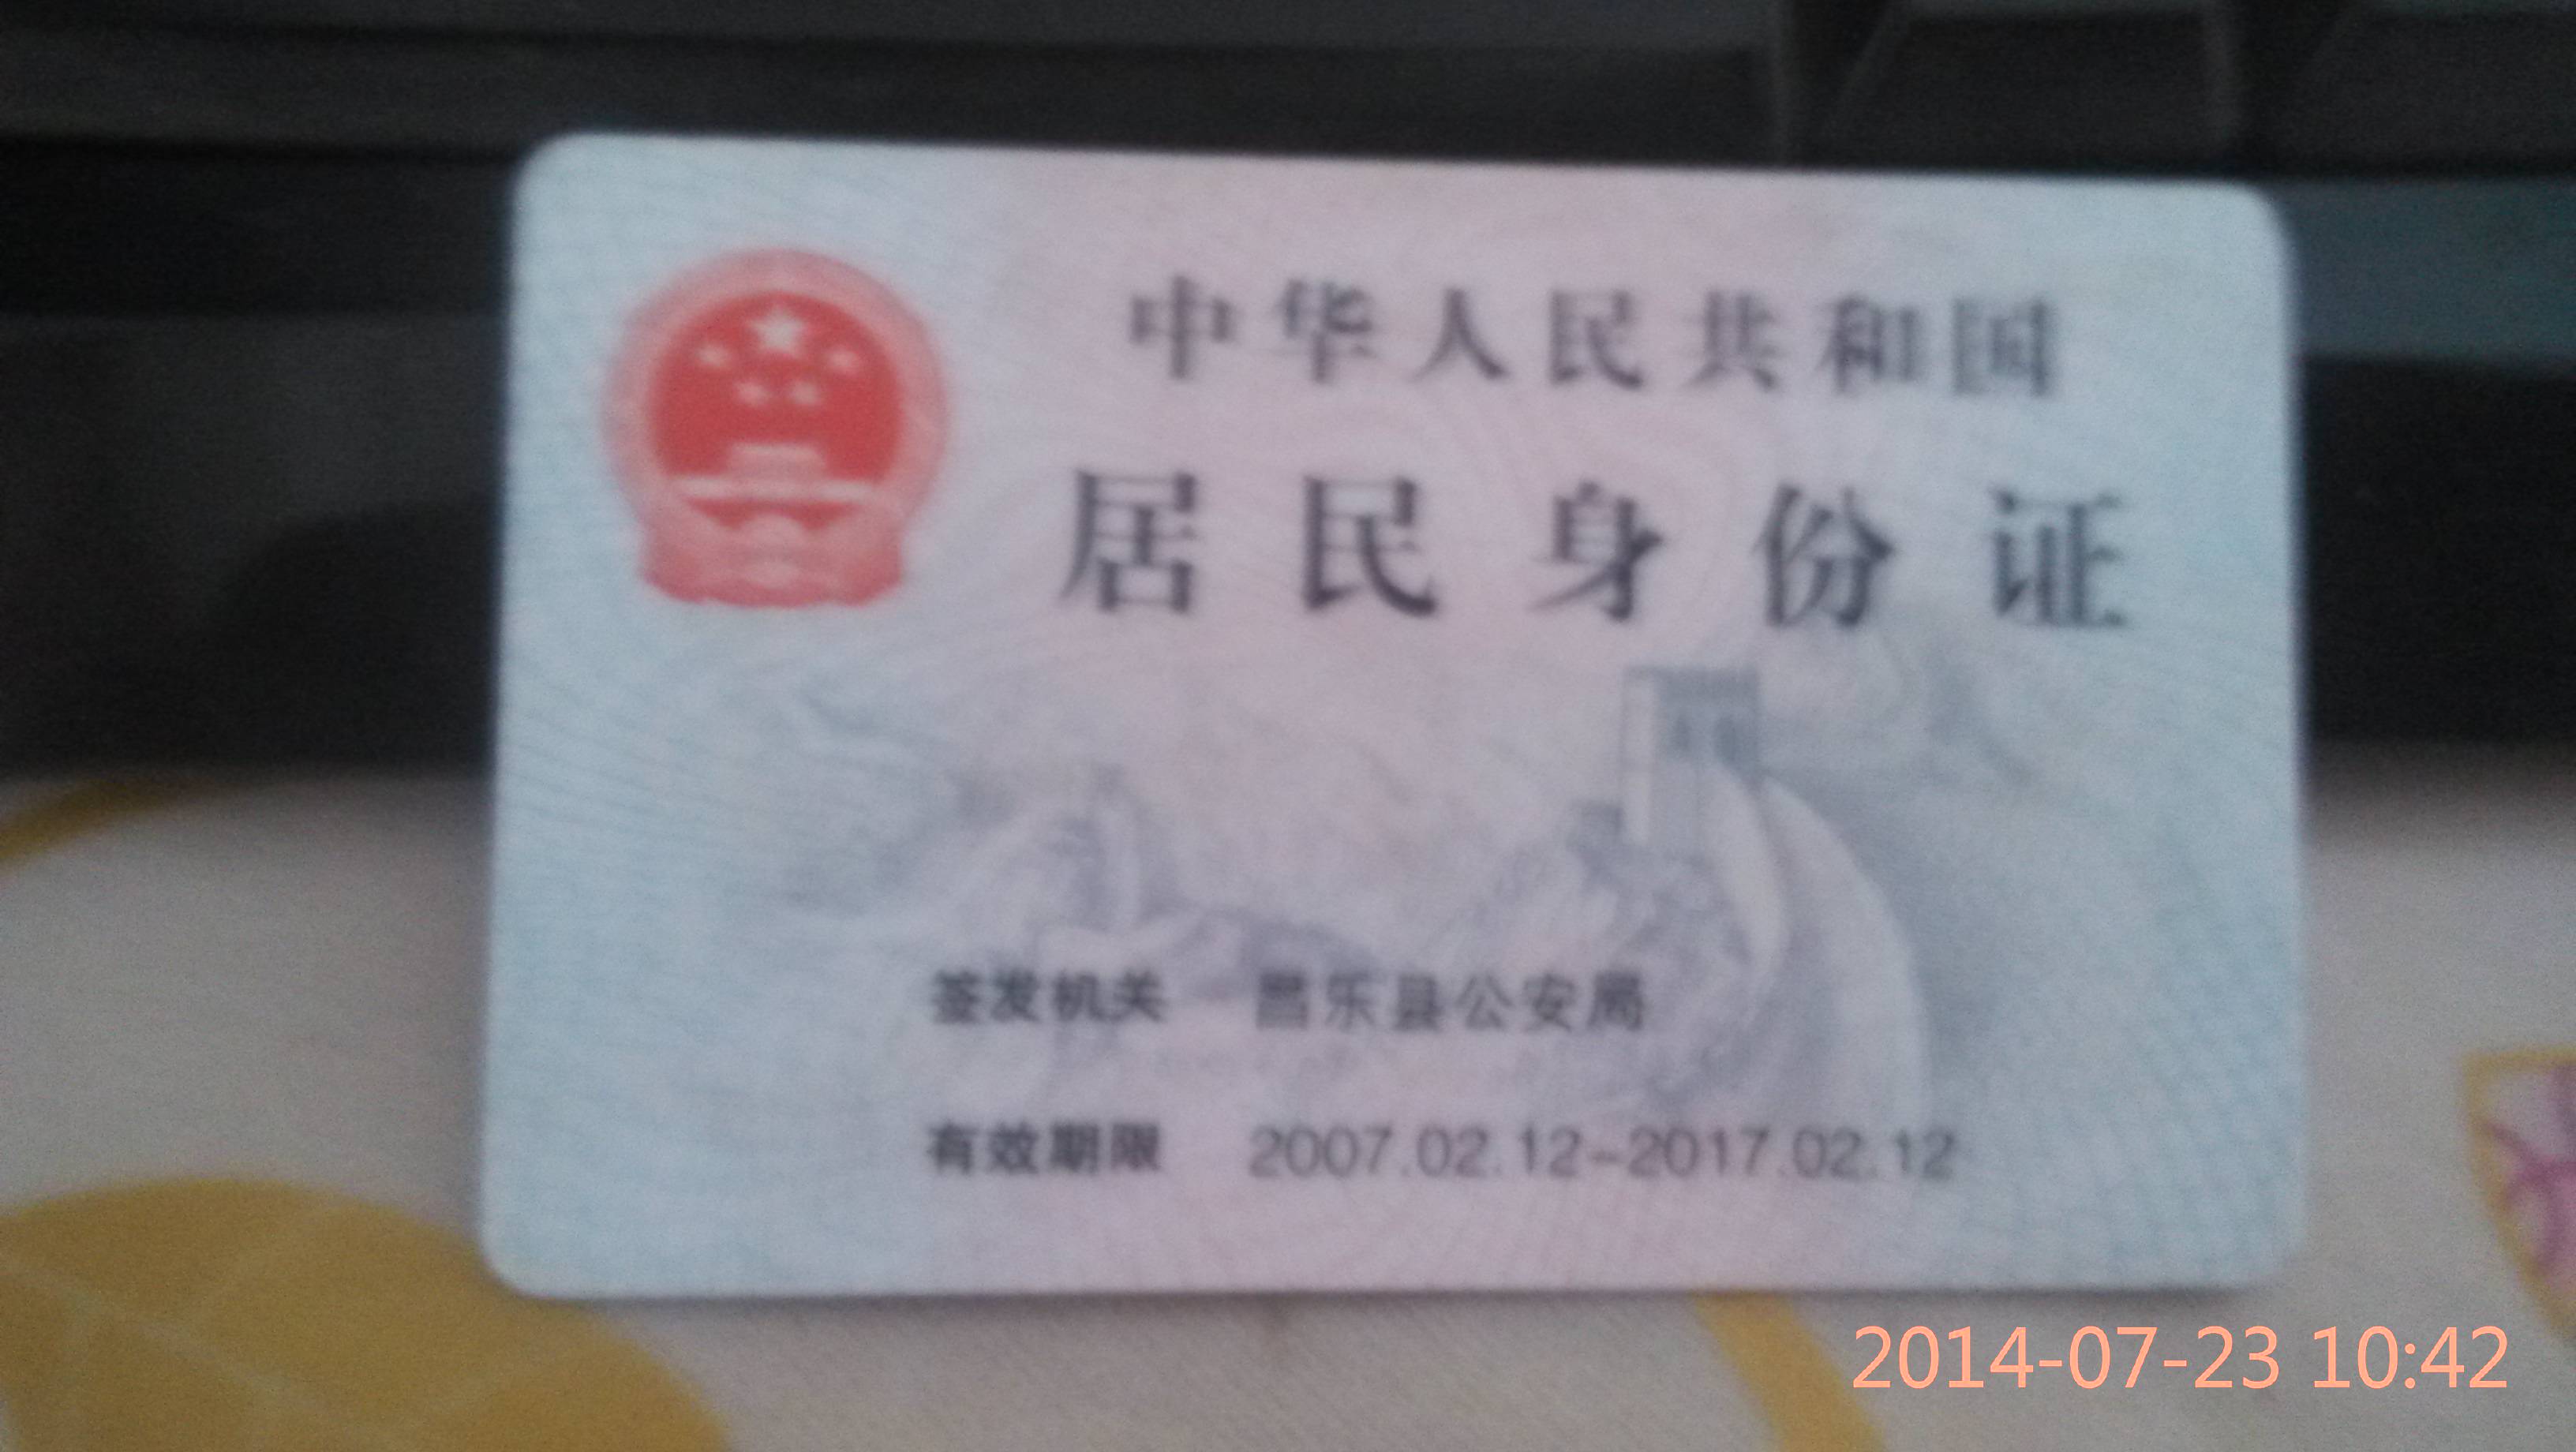 中华人民共和国
居民身份证
签发机关 昌乐县公安局
有效期限 2007.02.12-2017.02.12
2014-07-23 10:42